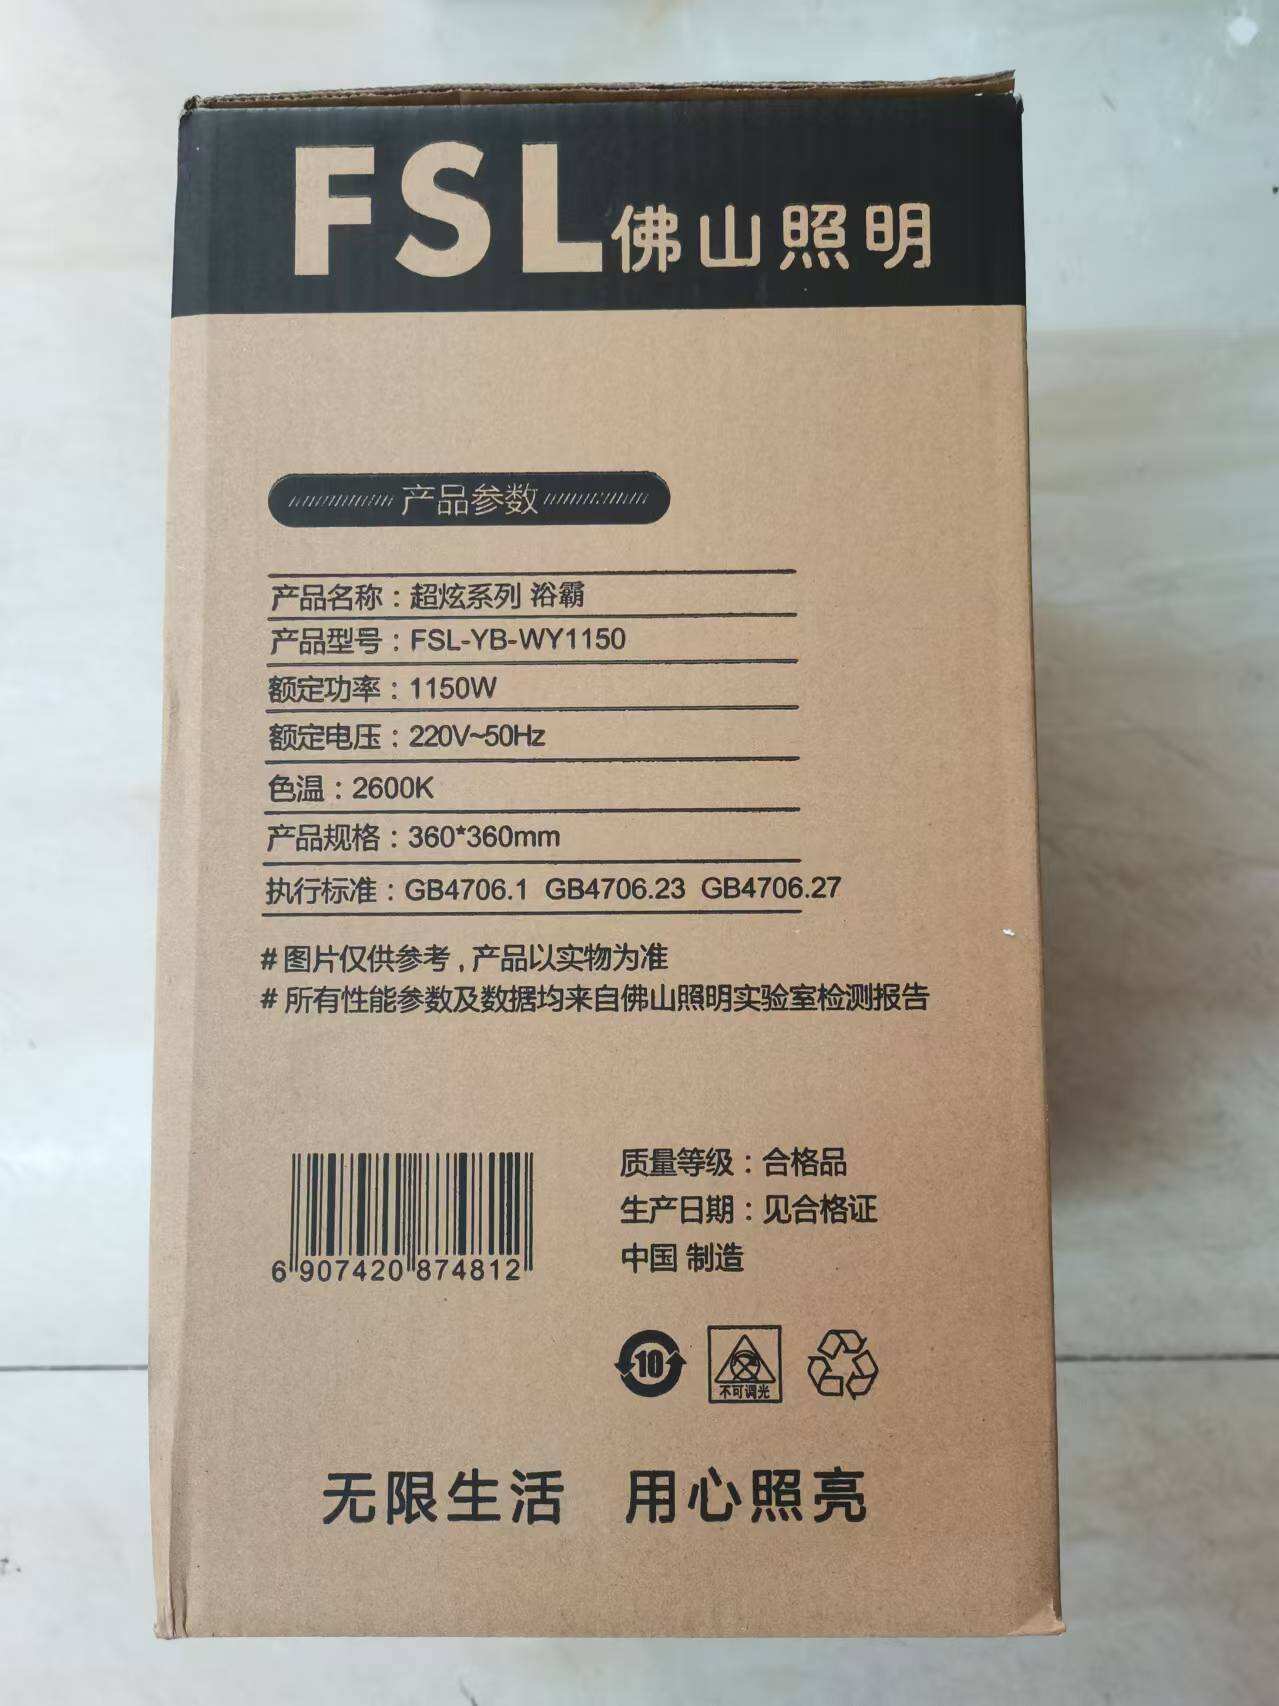 FSL 佛山照明
产品参数
产品名称：超炫系列 浴霸
产品型号：FSL-YB-WY1150
额定功率：1150W
额定电压：220V~50Hz
色温：2600K
产品规格：360*360mm
执行标准：GB4706.1 GB4706.23 GB4706.27
# 图片仅供参考，产品以实物为准
# 所有性能参数及数据均来自佛山照明实验室检测报告
质量等级：合格品
生产日期：见合格证
中国 制造
6 907420 874812
10
不可调光
无限生活 用心照亮